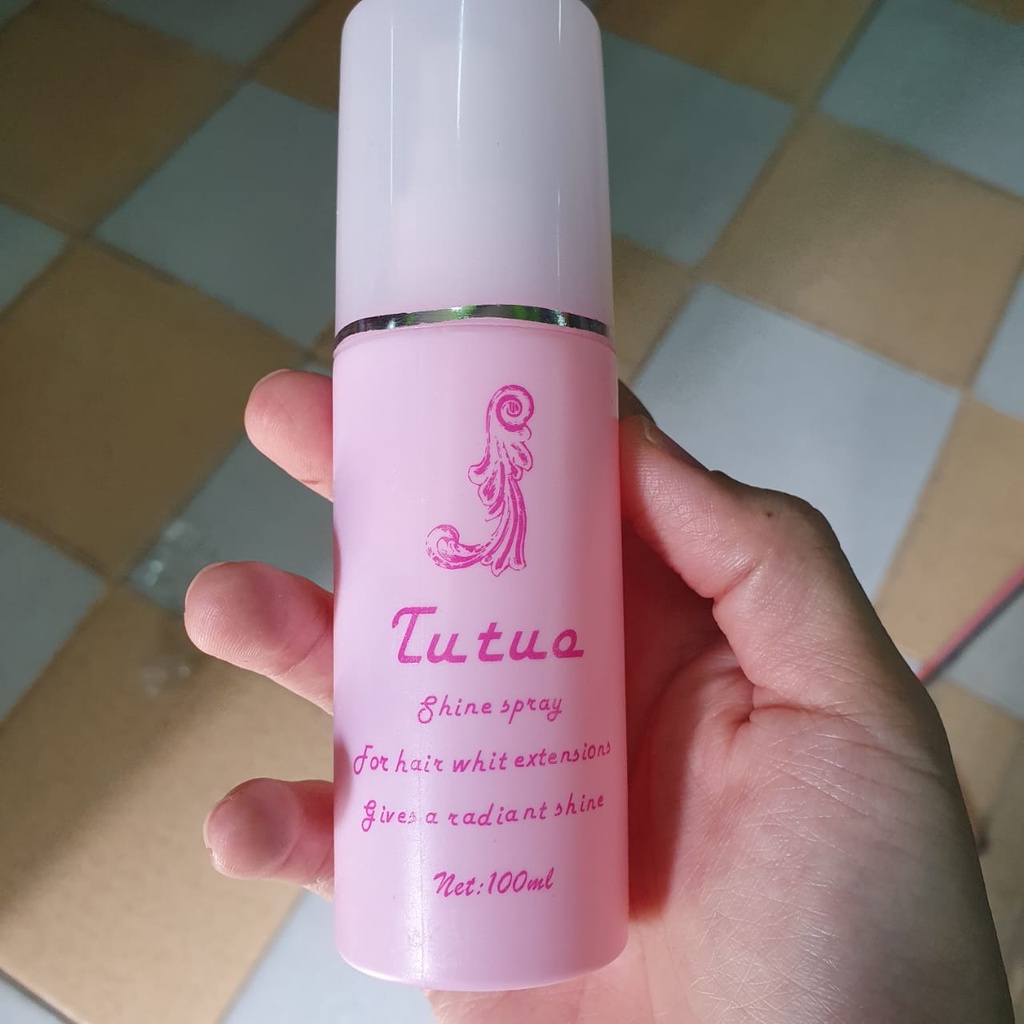 Tutuo
Shine spray
For hair whit extensions
Gives a radiant shine
Net:100ml